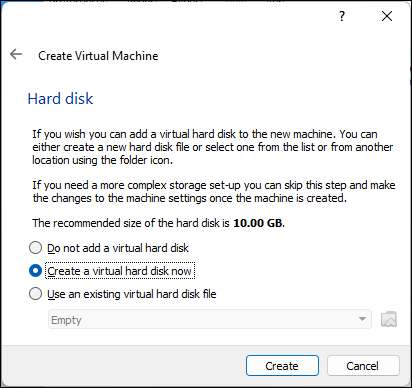 ?
Create Virtual Machine
Hard disk
If you wish you can add a virtual hard disk to the new machine. You can
either create a new hard disk file or select one from the list or from another
location using the folder icon.
If you need a more complex storage set-up you can skip this step and make
the changes to the machine settings once the machine is created.
The recommended size of the hard disk is 10.00 GB.
Do not add a virtual hard disk
Create a virtual hard disk now
Use an existing virtual hard disk file
Empty
Create
Cancel